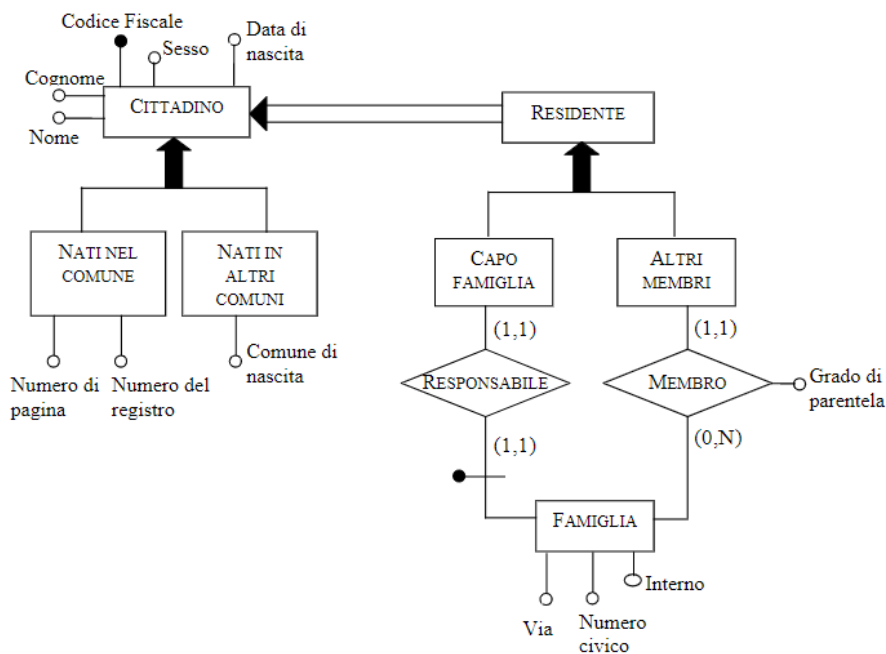 Codice Fiscale
Sesso
Data di
nascita
Cognome
Nome
CITTADINO
RESIDENTE
NATI NEL
COMUNE
NATI IN
ALTRI
COMUNI
CAPO
FAMIGLIA
ALTRI
MEMBRI
Numero di
pagina
Numero del
registro
Comune di
nascita
(1,1)
(1,1)
RESPONSABILE
MEMBRO
Grado di
parentela
(1,1)
(0,N)
FAMIGLIA
Via
Numero
civico
Interno